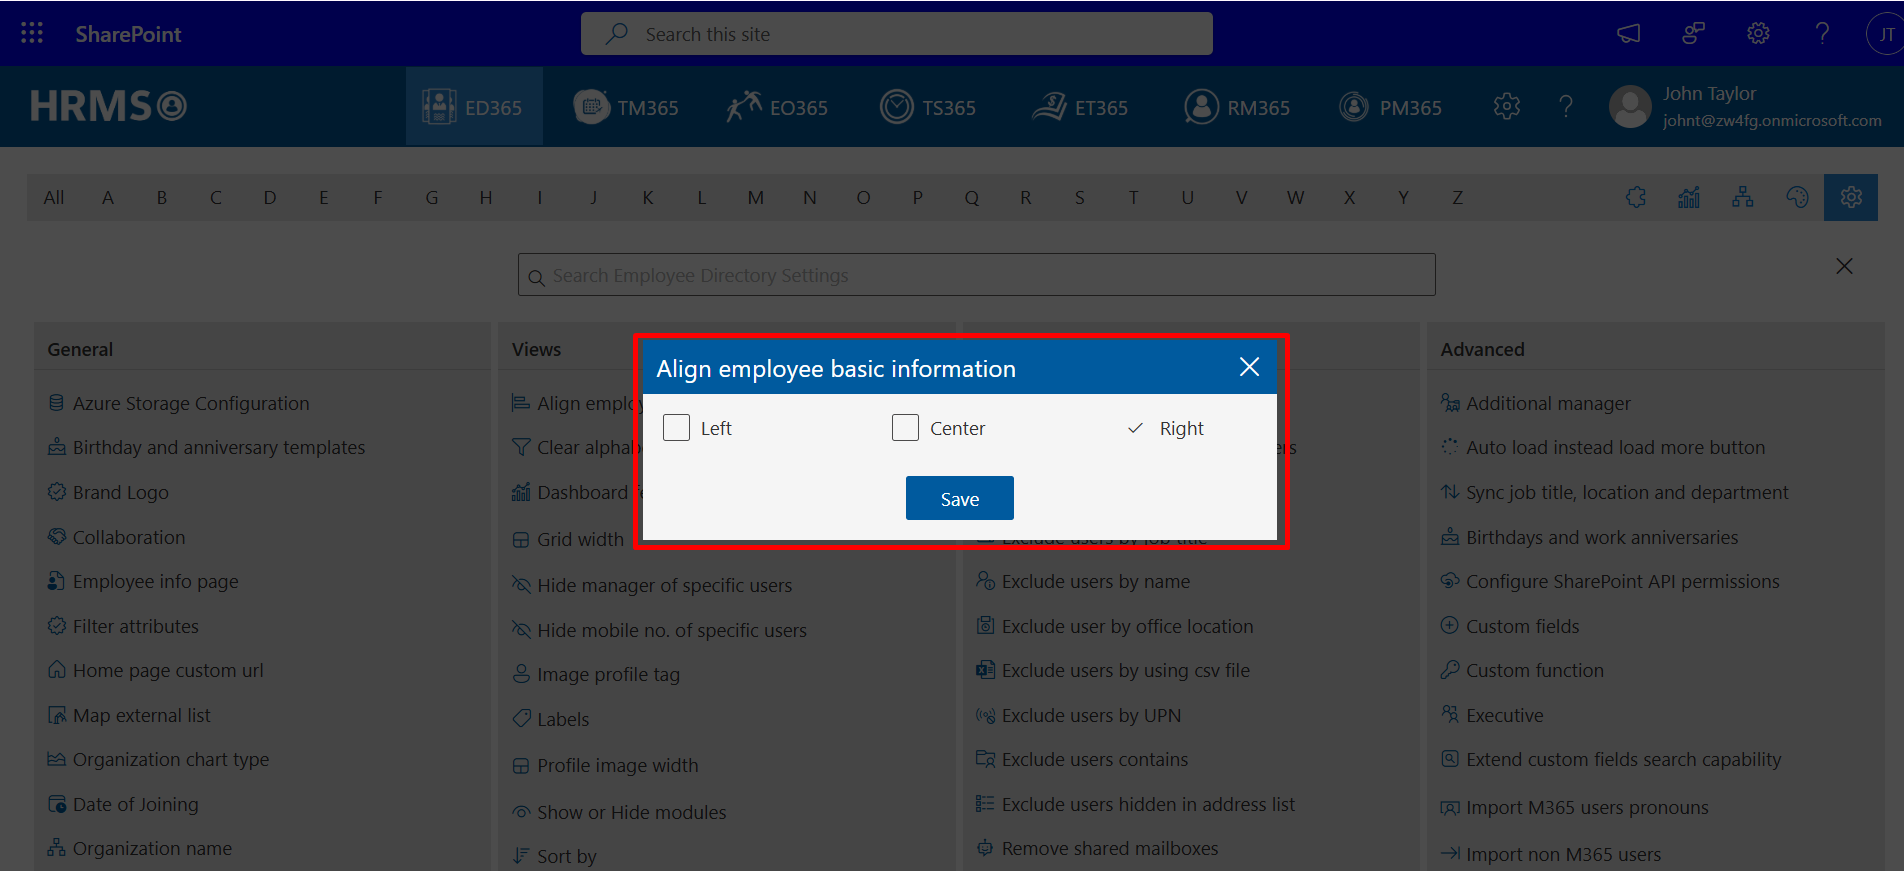 SharePoint
Search this site
JT
HRMS
ED365
TM365
EO365
TS365
ET365
RM365
PM365
?
John Taylor
johnt@zw4fg.onmicrosoft.com
All A B C D E F G H I J K L M N O P Q R S T U V W X Y Z
Search Employee Directory Settings
General
Azure Storage Configuration
Birthday and anniversary templates
Brand Logo
Collaboration
Employee info page
Filter attributes
Home page custom url
Map external list
Organization chart type
Date of Joining
Organization name
Views
Align emplo
Clear alphab
Dashboard
Grid width
Hide manager of specific users
Hide mobile no. of specific users
Image profile tag
Labels
Profile image width
Show or Hide modules
Sort by
Align employee basic information
Left
Center
Right
Save
Exclude users by job title
Exclude users by name
Exclude user by office location
Exclude users by using csv file
Exclude users by UPN
Exclude users contains
Exclude users hidden in address list
Remove shared mailboxes
Advanced
Additional manager
Auto load instead load more button
Sync job title, location and department
Birthdays and work anniversaries
Configure SharePoint API permissions
Custom fields
Custom function
Executive
Extend custom fields search capability
Import M365 users pronouns
Import non M365 users